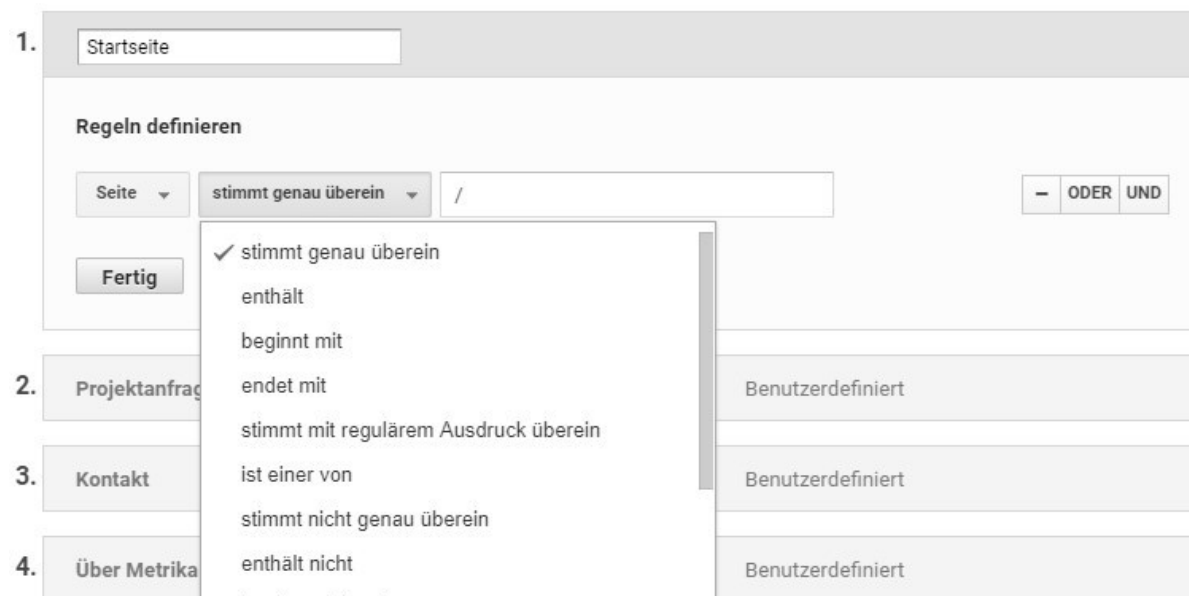 1.
Startseite
Regeln definieren
Seite
stimmt genau überein
/
– ODER UND
✓ stimmt genau überein
enthält
beginnt mit
endet mit
stimmt mit regulärem Ausdruck überein
ist einer von
stimmt nicht genau überein
enthält nicht
Fertig
2.
Projektanfrag
Benutzerdefiniert
3.
Kontakt
Benutzerdefiniert
4.
Über Metrika
Benutzerdefiniert